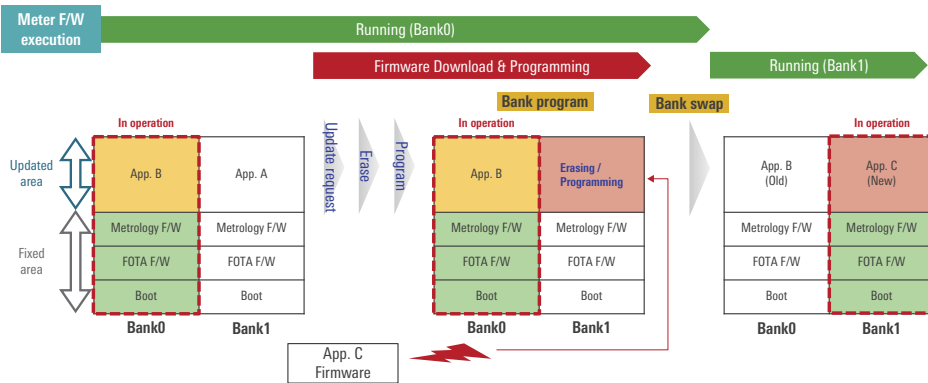 Meter F/W
execution
Running (Bank0)
Firmware Download & Programming
Running (Bank1)
Bank program
Bank swap
In operation
Updated
area
App. B
App. A
Fixed
area
Metrology F/W
Metrology F/W
FOTA F/W
FOTA F/W
Boot
Boot
Bank0
Bank1
Update request
Erase
Program
In operation
App. B
Erasing /
Programming
Metrology F/W
Metrology F/W
FOTA F/W
FOTA F/W
Boot
Boot
Bank0
Bank1
App. C
Firmware
In operation
App. B
(Old)
App. C
(New)
Metrology F/W
Metrology F/W
FOTA F/W
FOTA F/W
Boot
Boot
Bank0
Bank1